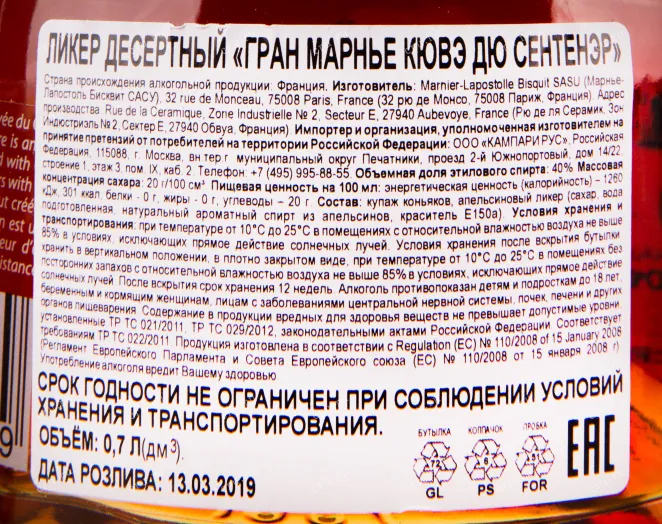 ЛИКЕР ДЕСЕРТНЫЙ «ГРАН МАРНЬЕ КЮВЭ ДЮ СЕНТЕНЭР»
Страна происхождения алкогольной продукции: Франция. Изготовитель: Marnier-Lapostolle Bisquit SASU (Марнье-
Лапостоль Бисквит САСУ). 32 rue de Monceau, 75008 Paris, France (32 рю де Монсо, 75008 Париж, Франция). Адрес
производства: Rue de la Ceramique, Zone Industrielle № 2, Secteur E, 27940 Aubevoye, France (Рю де ля Серамик, Зон
Индюстриэль № 2, Сектер Е, 27940 Обвуа, Франция). Импортер и организация, уполномоченная изготовителем на
принятие претензий от потребителей на территории Российской Федерации: ООО «КАМПАРИ РУС», Российская
Федерация, 115088, г. Москва, вн.тер.г. муниципальный округ Печатники, проезд 2-й Южнопортовый, дом 14/22,
строение 1, этаж 3, пом. IX, каб. 2. Телефон: +7 (495) 995-88-55. Объемная доля этилового спирта: 40% Массовая
концентрация сахара: 20 г/100 см³. Пищевая ценность на 100 мл: энергетическая ценность (калорийность) – 1260
кДж, 301 ккал, белки - 0 г, жиры - 0 г, углеводы – 20 г. Состав: купаж коньяков, апельсиновый ликер (сахар, вода
подготовленная, натуральный ароматный спирт из апельсинов, краситель Е150а). Условия хранения и
транспортирования: при температуре от 10°С до 25°С в помещениях с относительной влажностью воздуха не выше
85% в условиях, исключающих прямое действие солнечных лучей. Условия хранения после вскрытия бутылки:
хранить в вертикальном положении, в плотно закрытом виде, при температуре от 10°С до 25°С в помещениях без
посторонних запахов с относительной влажностью воздуха не выше 85% в условиях, исключающих прямое действие
солнечных лучей. После вскрытия срок хранения 12 недель. Алкоголь противопоказан детям и подросткам до 18 лет,
беременным и кормящим женщинам, лицам с заболеваниями центральной нервной системы, почек, печени и других
органов пищеварения. Содержание в продукции вредных для здоровья веществ не превышает допустимые уровни,
установленные ТР ТС 021/2011, ТР ТС 029/2012, законодательными актами Российской Федерации. Соответствует
требованиям ТР ТС 022/2011. Продукция изготовлена в соответствии с Regulation (EC) № 110/2008 of 15 January 2008
(Регламент Европейского Парламента и Совета Европейского союза (ЕС) № 110/2008 от 15 января 2008 г)
Употребление алкоголя вредит Вашему здоровью
СРОК ГОДНОСТИ НЕ ОГРАНИЧЕН ПРИ СОБЛЮДЕНИИ УСЛОВИЙ
ХРАНЕНИЯ И ТРАНСПОРТИРОВАНИЯ.
ОБЪЁМ: 0,7 Л(дм³).
ДАТА РОЗЛИВА: 13.03.2019
БУТЫЛКА КОЛПАЧОК ПРОБКА
72 6 51
GL PS FOR
EAC
9